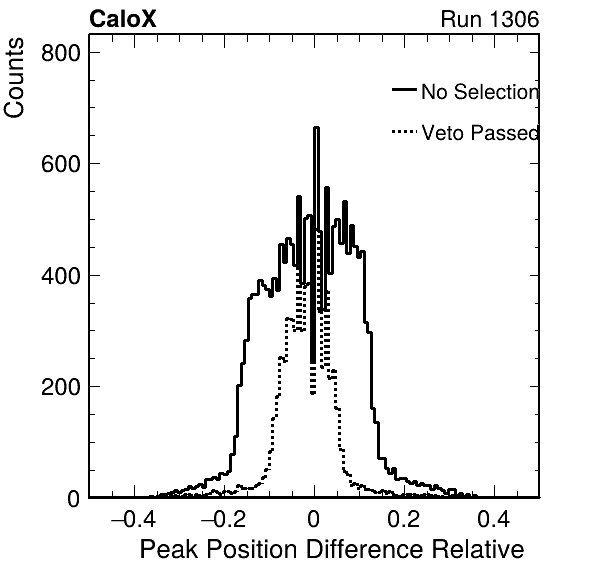 CaloX
Run 1306
Counts
800
600
400
200
0
No Selection
Veto Passed
−0.4
−0.2
0
0.2
0.4
Peak Position Difference Relative